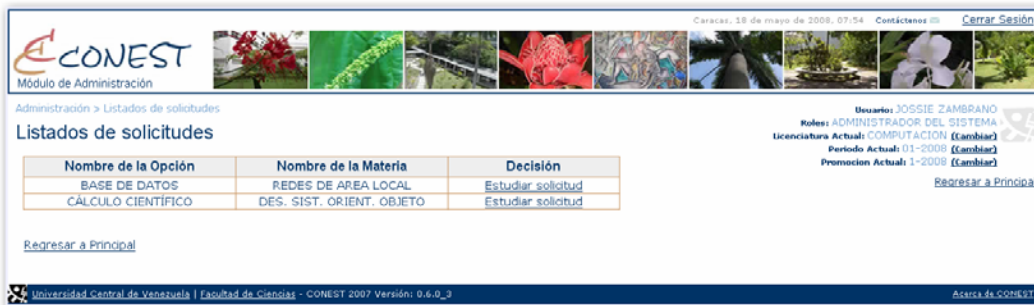 Caracas, 18 de mayo de 2008, 07:54 Contáctenos Cerrar Sesión
CONEST
Módulo de Administración
Administración > Listados de solicitudes
Listados de solicitudes
Usuario: JOSSIE ZAMBRANO
Roles: ADMINISTRADOR DEL SISTEMA
Licenciatura Actual: COMPUTACION (Cambiar)
Periodo Actual: 01-2008 (Cambiar)
Promocion Actual: 1-2008 (Cambiar)
Regresar a Principal
Nombre de la Opción Nombre de la Materia Decisión
BASE DE DATOS REDES DE AREA LOCAL Estudiar solicitud
CÁLCULO CIENTÍFICO DES. SIST. ORIENT. OBJETO Estudiar solicitud
Regresar a Principal
Universidad Central de Venezuela | Facultad de Ciencias - CONEST 2007 Versión: 0.6.0_3 Acerca de CONEST